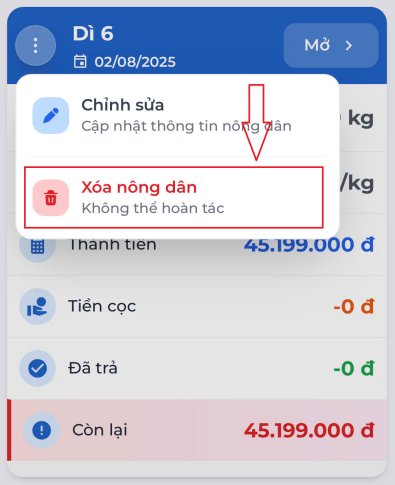 Dì 6
02/08/2025
Mở
Chỉnh sửa
Cập nhật thông tin nông dân
kg
Xóa nông dân
Không thể hoàn tác
/kg
Thành tiền
45.199.000 đ
Tiền cọc
-0 đ
Đã trả
-0 đ
Còn lại
45.199.000 đ